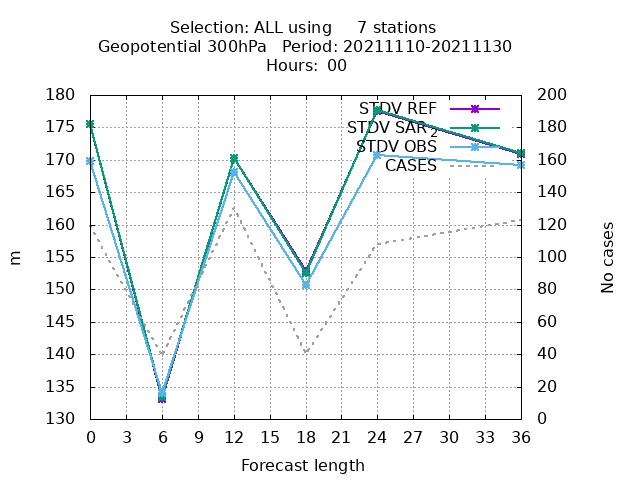 Selection: ALL using 7 stations
Geopotential 300hPa Period: 20211110-20211130
Hours: 00
180 200
STDV REF
175 180
STDV SAR 2
STDV OBS
170 160
CASES
165 140
160 120
155 100
150 80
145 60
140 40
135 20
130 0
m
No cases
0 3 6 9 12 15 18 21 24 27 30 33 36
Forecast length